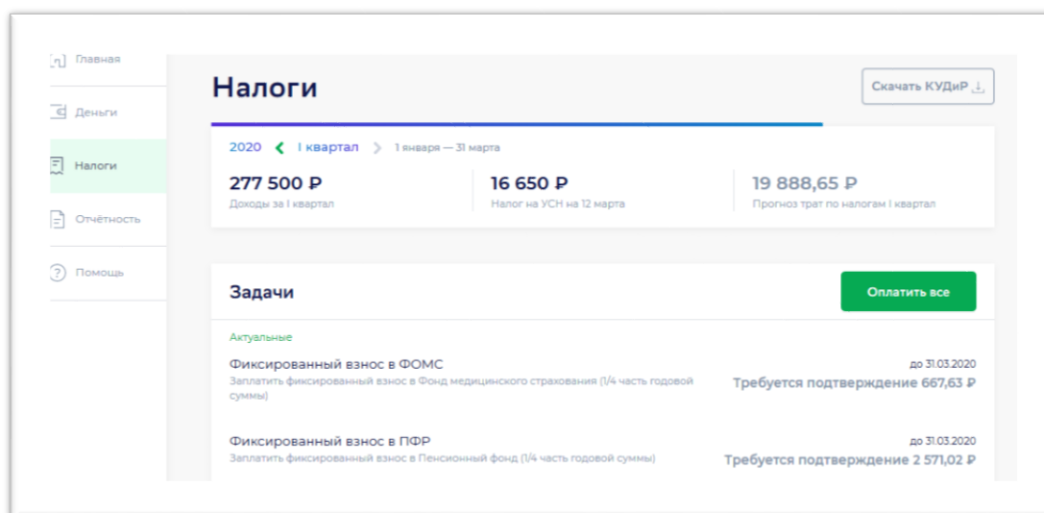 Главная
Деньги
Налоги
Отчётность
Помощь
Налоги
Скачать КУДиР
2020 I квартал 1 января — 31 марта
277 500 ₽ 16 650 ₽ 19 888,65 ₽
Доходы за I квартал Налог на УСН на 12 марта Прогноз трат по налогам I квартал
Задачи
Оплатить все
Актуальные
Фиксированный взнос в ФОМС
до 31.03.2020
Заплатить фиксированный взнос в Фонд медицинского страхования (1/4 часть годовой
суммы)
Требуется подтверждение 667,63 ₽
Фиксированный взнос в ПФР
до 31.03.2020
Заплатить фиксированный взнос в Пенсионный фонд (1/4 часть годовой суммы)
Требуется подтверждение 2 571,02 ₽